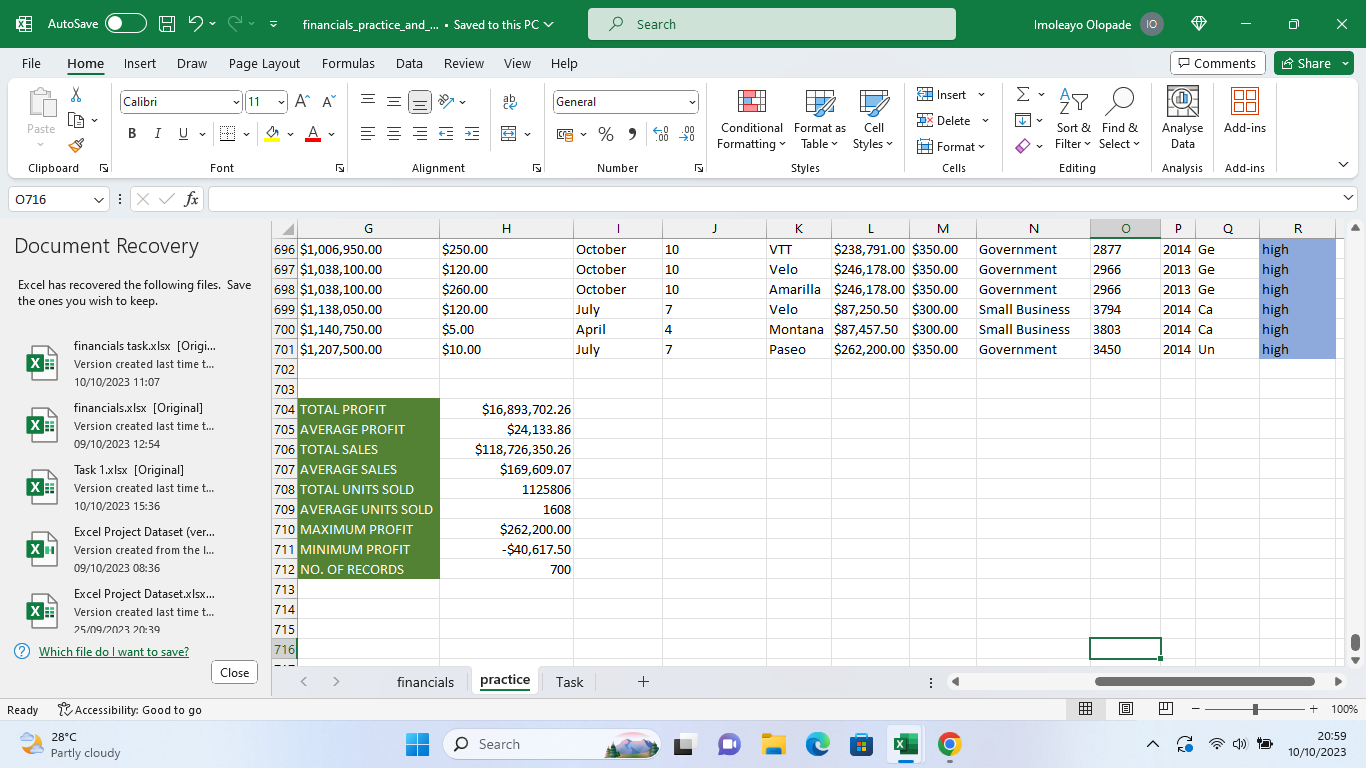 AutoSave Off financials_practice_and_... • Saved to this PC Search Imoleayo Olopade IO
File Home Insert Draw Page Layout Formulas Data Review View Help Comments Share
Paste
Clipboard
Calibri 11
B I U A
Font
ab
Alignment
General
% 9 .00 .00
Number
Conditional Formatting
Format as Table
Cell Styles
Styles
Insert
Delete
Format
Cells
Sort & Filter
Find & Select
Editing
Analyse Data
Analysis
Add-ins
Add-ins
O716 fx
Document Recovery
Excel has recovered the following files. Save
the ones you wish to keep.
financials task.xlsx [Origi...
Version created last time t...
10/10/2023 11:07
financials.xlsx [Original]
Version created last time t...
09/10/2023 12:54
Task 1.xlsx [Original]
Version created last time t...
10/10/2023 15:36
Excel Project Dataset (ver...
Version created from the l...
09/10/2023 08:36
Excel Project Dataset.xlsx...
Version created last time t...
25/09/2023 20:39
Which file do I want to save?
Close
G H I J K L M N O P Q R
696 $1,006,950.00 $250.00 October 10 VTT $238,791.00 $350.00 Government 2877 2014 Ge high
697 $1,038,100.00 $120.00 October 10 Velo $246,178.00 $350.00 Government 2966 2013 Ge high
698 $1,038,100.00 $260.00 October 10 Amarilla $246,178.00 $350.00 Government 2966 2013 Ge high
699 $1,138,050.00 $120.00 July 7 Velo $87,250.50 $300.00 Small Business 3794 2014 Ca high
700 $1,140,750.00 $5.00 April 4 Montana $87,457.50 $300.00 Small Business 3803 2014 Ca high
701 $1,207,500.00 $10.00 July 7 Paseo $262,200.00 $350.00 Government 3450 2014 Un high
702
703
704 TOTAL PROFIT $16,893,702.26
705 AVERAGE PROFIT $24,133.86
706 TOTAL SALES $118,726,350.26
707 AVERAGE SALES $169,609.07
708 TOTAL UNITS SOLD 1125806
709 AVERAGE UNITS SOLD 1608
710 MAXIMUM PROFIT $262,200.00
711 MINIMUM PROFIT -$40,617.50
712 NO. OF RECORDS 700
713
714
715
716
financials practice Task
Ready Accessibility: Good to go 100%
28°C
Partly cloudy
Search
20:59
10/10/2023